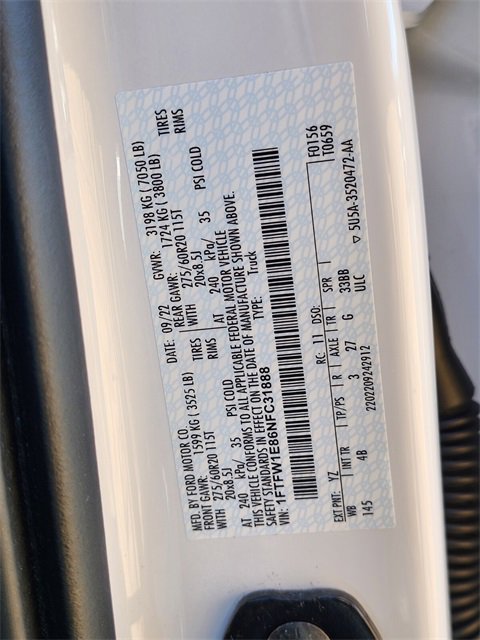 MFD. BY FORD MOTOR CO.
DATE: 09/22 GVWR: 3198 KG ( 7050 LB)
FRONT GAWR: 1599 KG ( 3525 LB) REAR GAWR: 1724 KG ( 3800 LB)
275/60R20 115T TIRES WITH 275/60R20 115T TIRES
WITH 20x8.5J RIMS 20x8.5J RIMS
AT 240 kPa/ 35 PSI COLD AT 240 kPa/ 35 PSI COLD
THIS VEHICLE CONFORMS TO ALL APPLICABLE FEDERAL MOTOR VEHICLE
SAFETY STANDARDS IN EFFECT ON THE DATE OF MANUFACTURE SHOWN ABOVE.
VIN: 1FTFW1E86NFC31888 TYPE: Truck
F0156
T0659
EXT PNT: YZ RC: 11 DSO:
WB INT TR TP/PS R AXLE TR SPR
145 4B 3 27 G 33BB
ULC
2202209242912 5U5A-3520472-AA